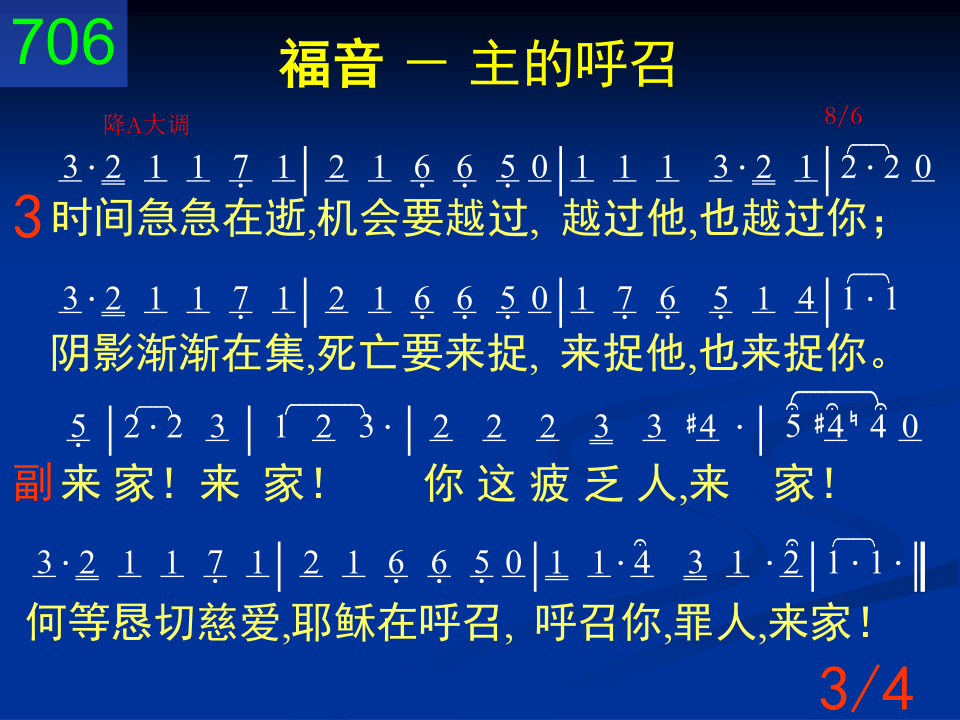 706
福音 － 主的呼召
降A大调
8/6
3·2 1 1 7 1| 2 1 6 6 5 0|1 1 1 3·2 1|2·2 0
3 时间急急在逝,机会要越过, 越过他,也越过你；
3·2 1 1 7 1| 2 1 6 6 5 0|1 7 6 5 1 4|1·1
阴影渐渐在集,死亡要来捉, 来捉他,也来捉你。
5 |2·2 3 | 1 2 3·| 2 2 2 3 3 ♯4 ·| 5 ♯4 ♮4 0
副 来 家！来 家！ 你 这 疲 乏 人,来 家！
3·2 1 1 7 1| 2 1 6 6 5 0|1 1·4 3 1 ·2|1·1·‖
何等恳切慈爱,耶稣在呼召, 呼召你,罪人,来家！
3/4